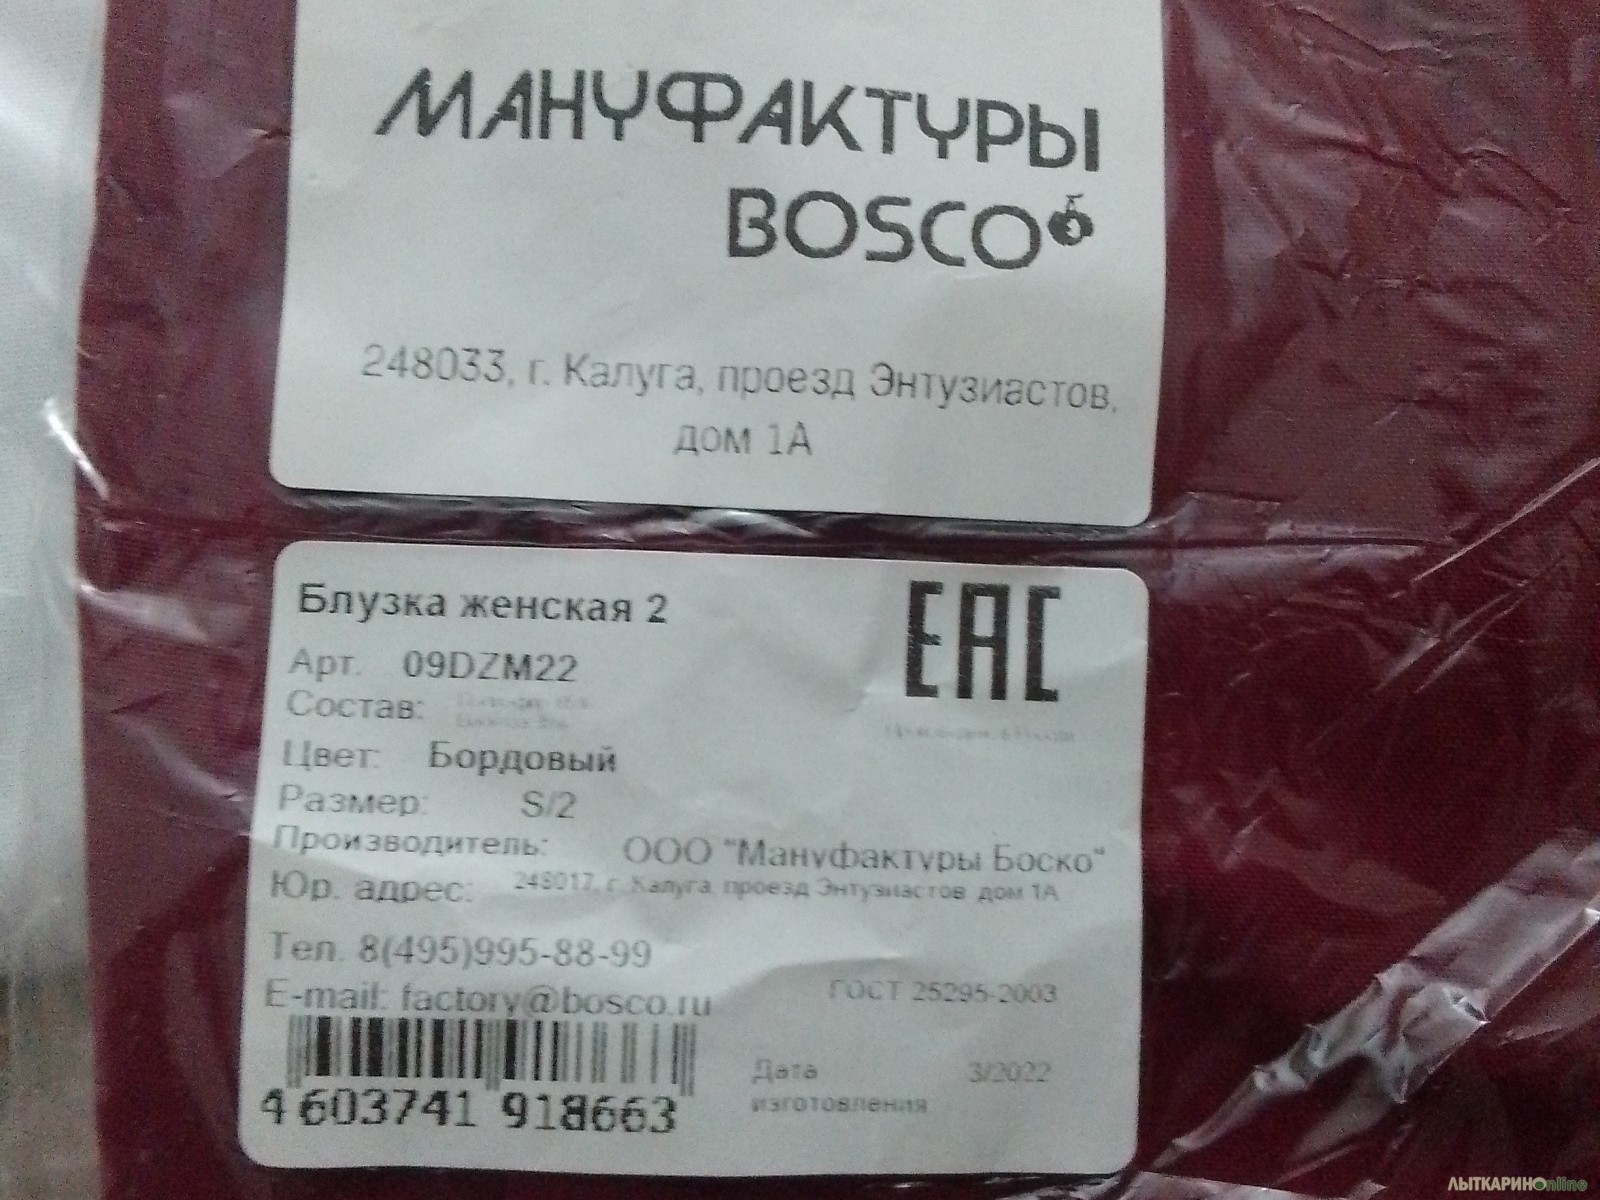 МАНУФАКТУРЫ
BOSCO
248033, г. Калуга, проезд Энтузиастов,
дом 1А
Блузка женская 2
ЕАС
Арт. 09DZM22
Состав:
Цвет: Бордовый
Размер: S/2
Производитель: ООО "Мануфактуры Боско"
Юр. адрес: 248017, г. Калуга, проезд Энтузиастов, дом 1А
Тел. 8(495)995-88-99
E-mail: factory@bosco.ru
ГОСТ 25295-2003
Дата 3/2022
изготовления
4 603741 918663
ЛЫТКАРИНОnline